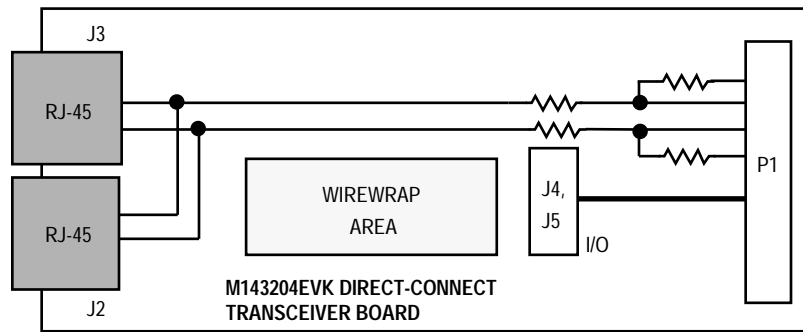 J3
RJ-45
P1
WIREWRAP
AREA
J4,
J5
RJ-45
I/O
M143204EVK DIRECT-CONNECT
TRANSCEIVER BOARD
J2